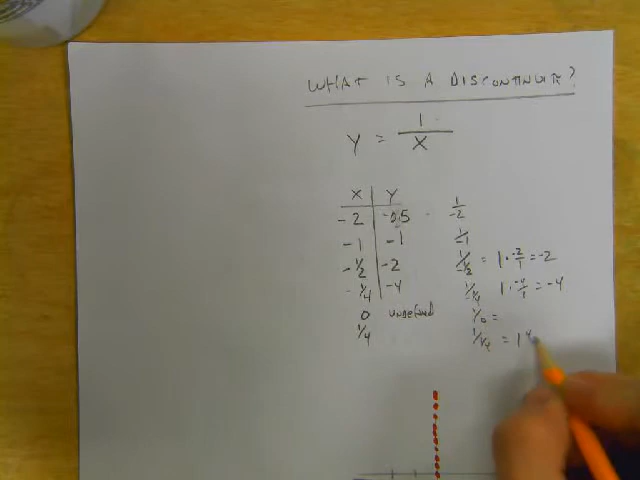 WHAT IS A DISCONTINUITY?
Y = 1/X
X Y
-2 -0.5 1/-2
-1 -1 1/-1
-1/2 -2 1/-1/2 = 1 · -2/1 = -2
-1/4 -4 1/-1/4 1 · -4/1 = -4
0 undefined 1/0 =
1/4 1/1/4 = 1